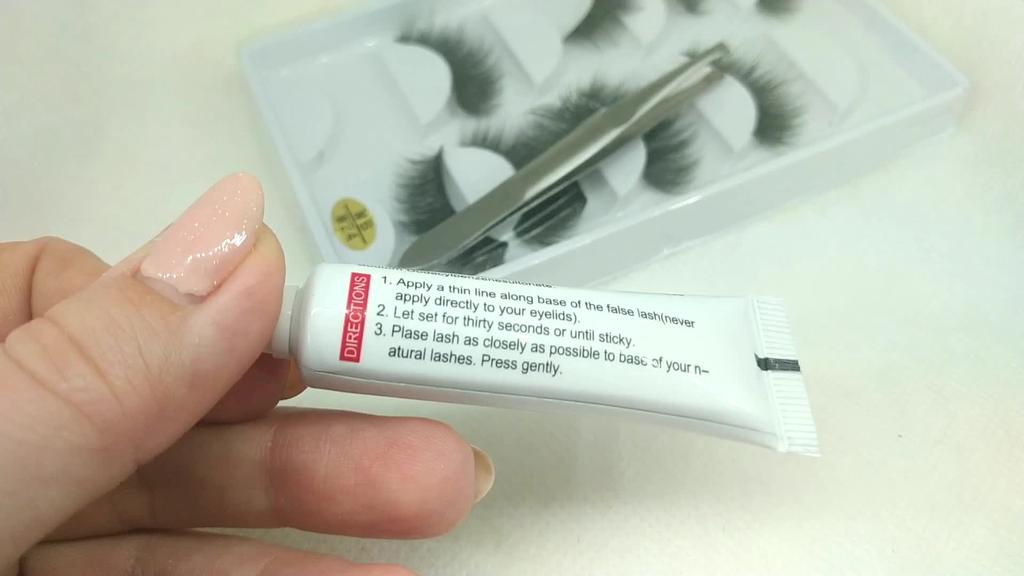 DIRECTIONS
1. Apply a thin line along base of the false lash(never
apply directly to your eyelids).
2. Let set for thirty seconds or until sticky.
3. Plase lash as closely as possible to base of your n-
atural lashes. Press gently.